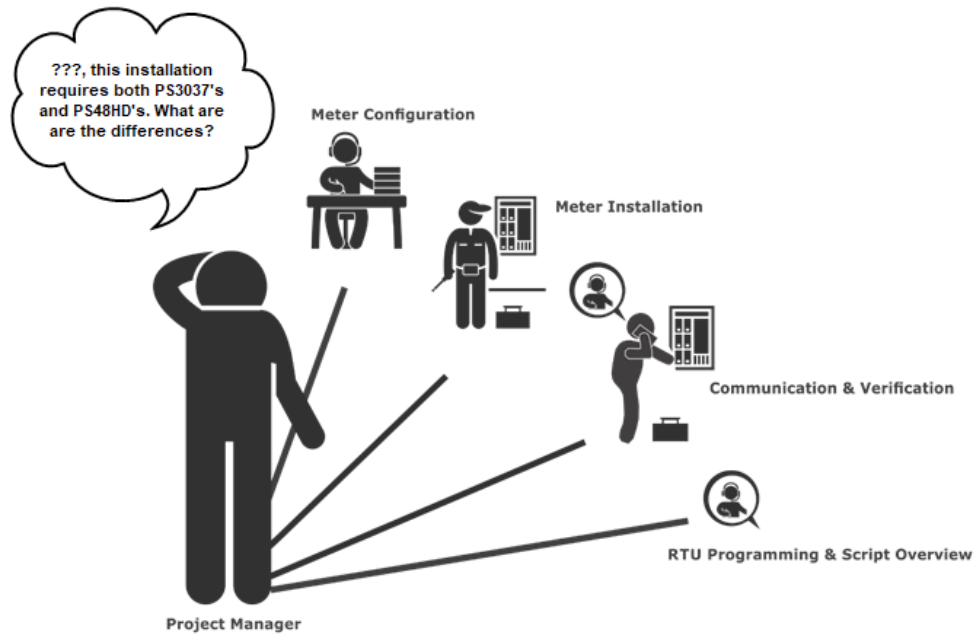 ???, this installation
requires both PS3037's
and PS48HD's. What are
are the differences?
Meter Configuration
Meter Installation
Communication & Verification
RTU Programming & Script Overview
Project Manager